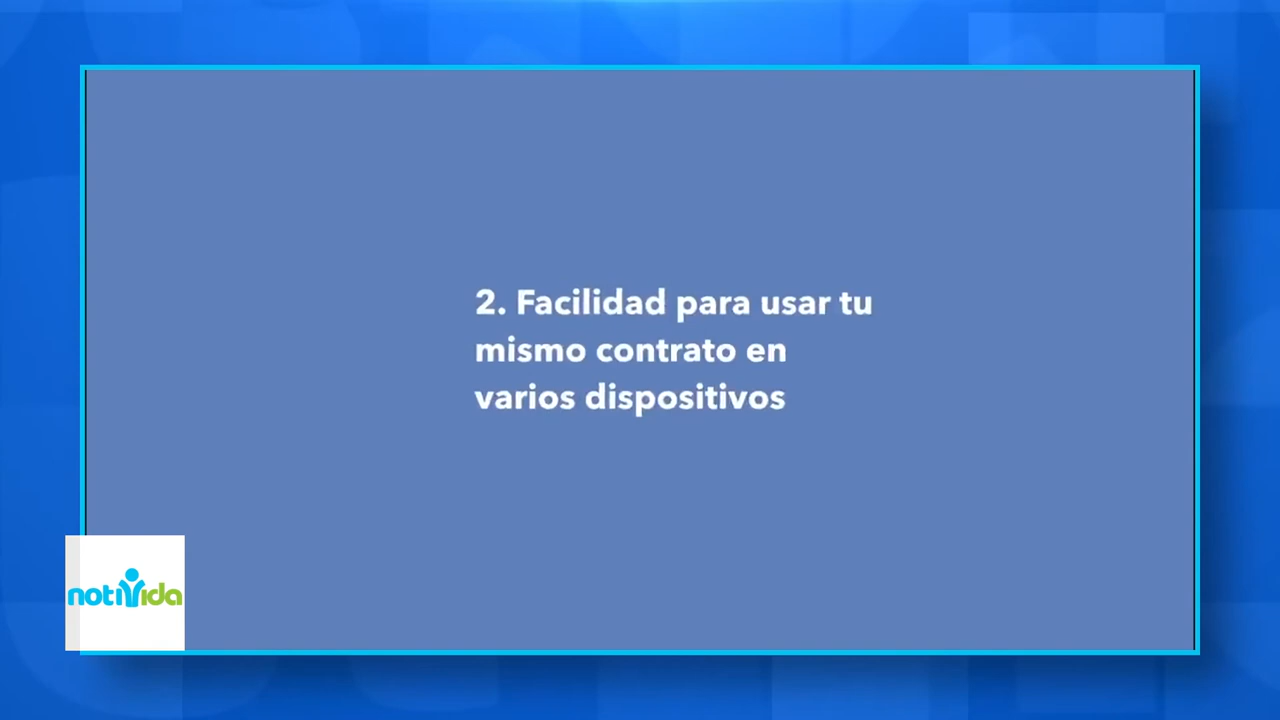 2. Facilidad para usar tu
mismo contrato en
varios dispositivos
notiVida